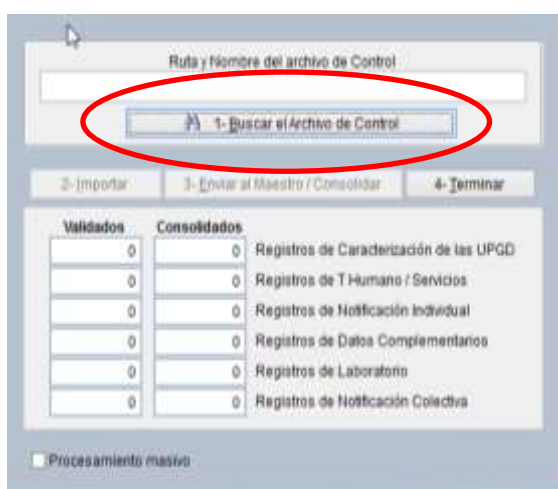 Ruta y Nombre del archivo de Control
1- Buscar el Archivo de Control
2- Importar 3- Enviar al Maestro / Consolidar 4- Terminar
Validados Consolidados
0 0 Registros de Caracterización de las UPGD
0 0 Registros de T Humano / Servicios
0 0 Registros de Notificación Individual
0 0 Registros de Datos Complementarios
0 0 Registros de Laboratorio
0 0 Registros de Notificación Colectiva
Procesamiento masivo